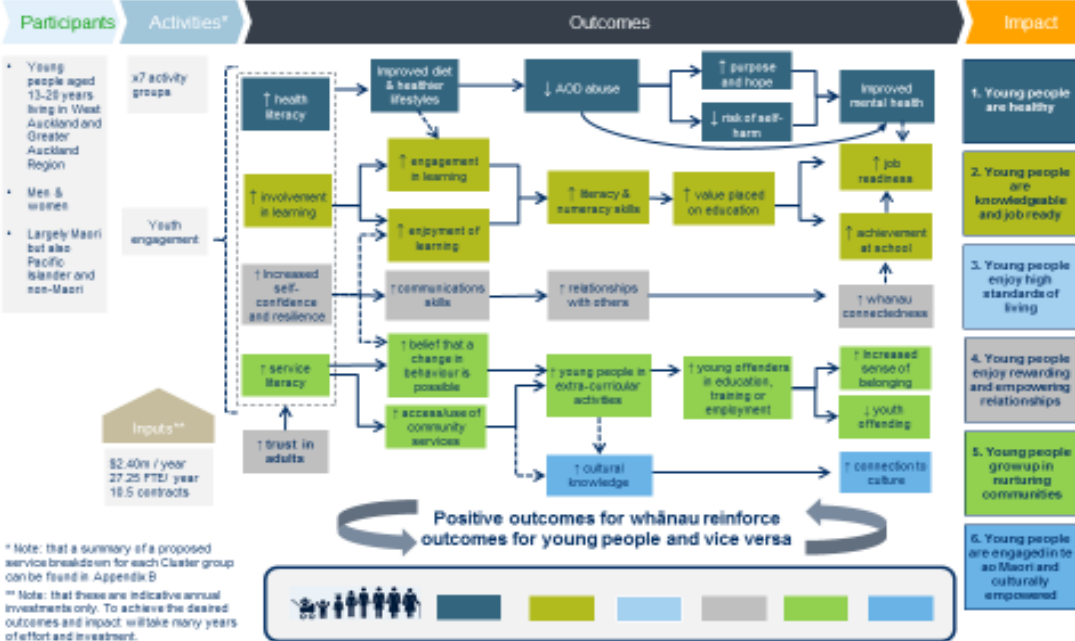 Participants
Activities*
Outcomes
Impact
• Young
people aged
13-20 years
living in West
Auckland and
Greater
Auckland
Region
• Men &
women
• Largely Maori
but also
Pacific
Islander and
non-Maori
x7 activity
groups
Youth
engagement
Inputs**
$2.40m / year
27.25 FTE/ year
10.5 contracts
↑ health
literacy
Improved diet
& healthier
lifestyles
↓ AOD abuse
↑ purpose
and hope
↓ risk of self-
harm
Improved
mental health
↑ involvement
in learning
↑ engagement
in learning
↑ enjoyment of
learning
↑ literacy &
numeracy skills
↑ value placed
on education
↑ job
readiness
↑ achievement
at school
↑ Increased
self-
confidence
and resilience
↑ communications
skills
↑ relationships
with others
↑ whanau
connectedness
↑ service
literacy
↑ belief that a
change in
behaviour is
possible
↑ access/use of
community
services
↑ young people in
extra-curricular
activities
↑ young offenders
in education,
training or
employment
↑ Increased
sense of
belonging
↓ youth
offending
↑ trust in
adults
↑ cultural
knowledge
↑ connection to
culture
1. Young people
are healthy
2. Young people
are
knowledgeable
and job ready
3. Young people
enjoy high
standards of
living
4. Young people
enjoy rewarding
and empowering
relationships
5. Young people
grow up in
nurturing
communities
6. Young people
are engaged in te
ao Maori and
culturally
empowered
Positive outcomes for whānau reinforce
outcomes for young people and vice versa
* Note: that a summary of a proposed
service breakdown for each Cluster group
can be found in Appendix B
** Note: that these are indicative annual
investments only. To achieve the desired
outcomes and impact will take many years
of effort and investment.